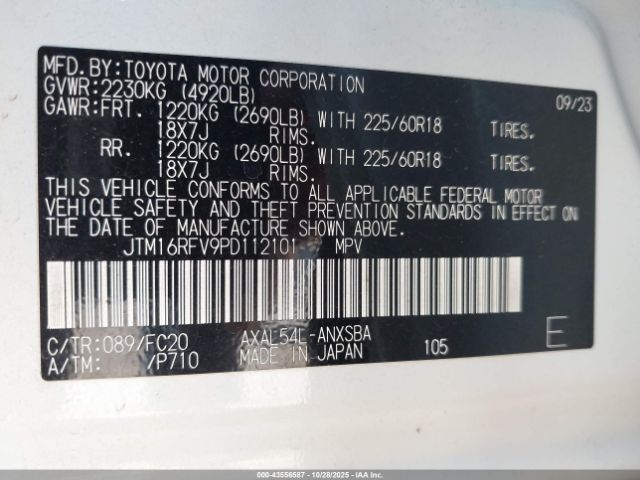 MFD.BY:TOYOTA MOTOR CORPORATION 09/23
GVWR:2230KG (4920LB)
GAWR:FRT. 1220KG (2690LB) WITH 225/60R18 TIRES.
18X7J RIMS.
RR. 1220KG (2690LB) WITH 225/60R18 TIRES.
18X7J RIMS.
THIS VEHICLE CONFORMS TO ALL APPLICABLE FEDERAL MOTOR
VEHICLE SAFETY AND THEFT PREVENTION STANDARDS IN EFFECT ON
THE DATE OF MANUFACTURE SHOWN ABOVE.
JTM16RFV9PD112101 MPV
C/TR:089/FC20 AXAL54L-ANXSBA E
A/TM: /P710 MADE IN JAPAN 105
000-43556587 | 10/28/2025 | IAAI.COM